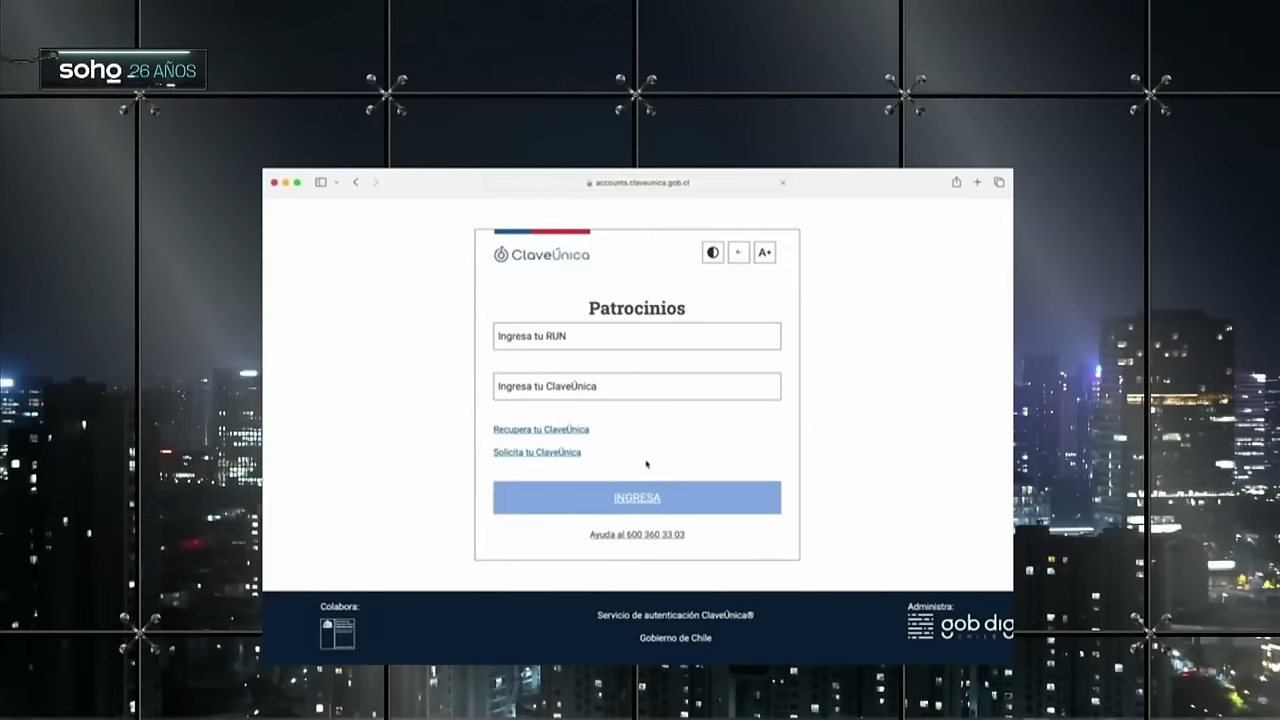 soho 26 AÑOS
accounts.claveunica.gob.cl
ClaveÚnica
A-
A+
Patrocinios
Ingresa tu RUN
Ingresa tu ClaveÚnica
Recupera tu ClaveÚnica
Solicita tu ClaveÚnica
INGRESA
Ayuda al 600 360 33 03
Colabora:
Servicio de autenticación ClaveÚnica®
Gobierno de Chile
Administra:
gob dig
CHILE